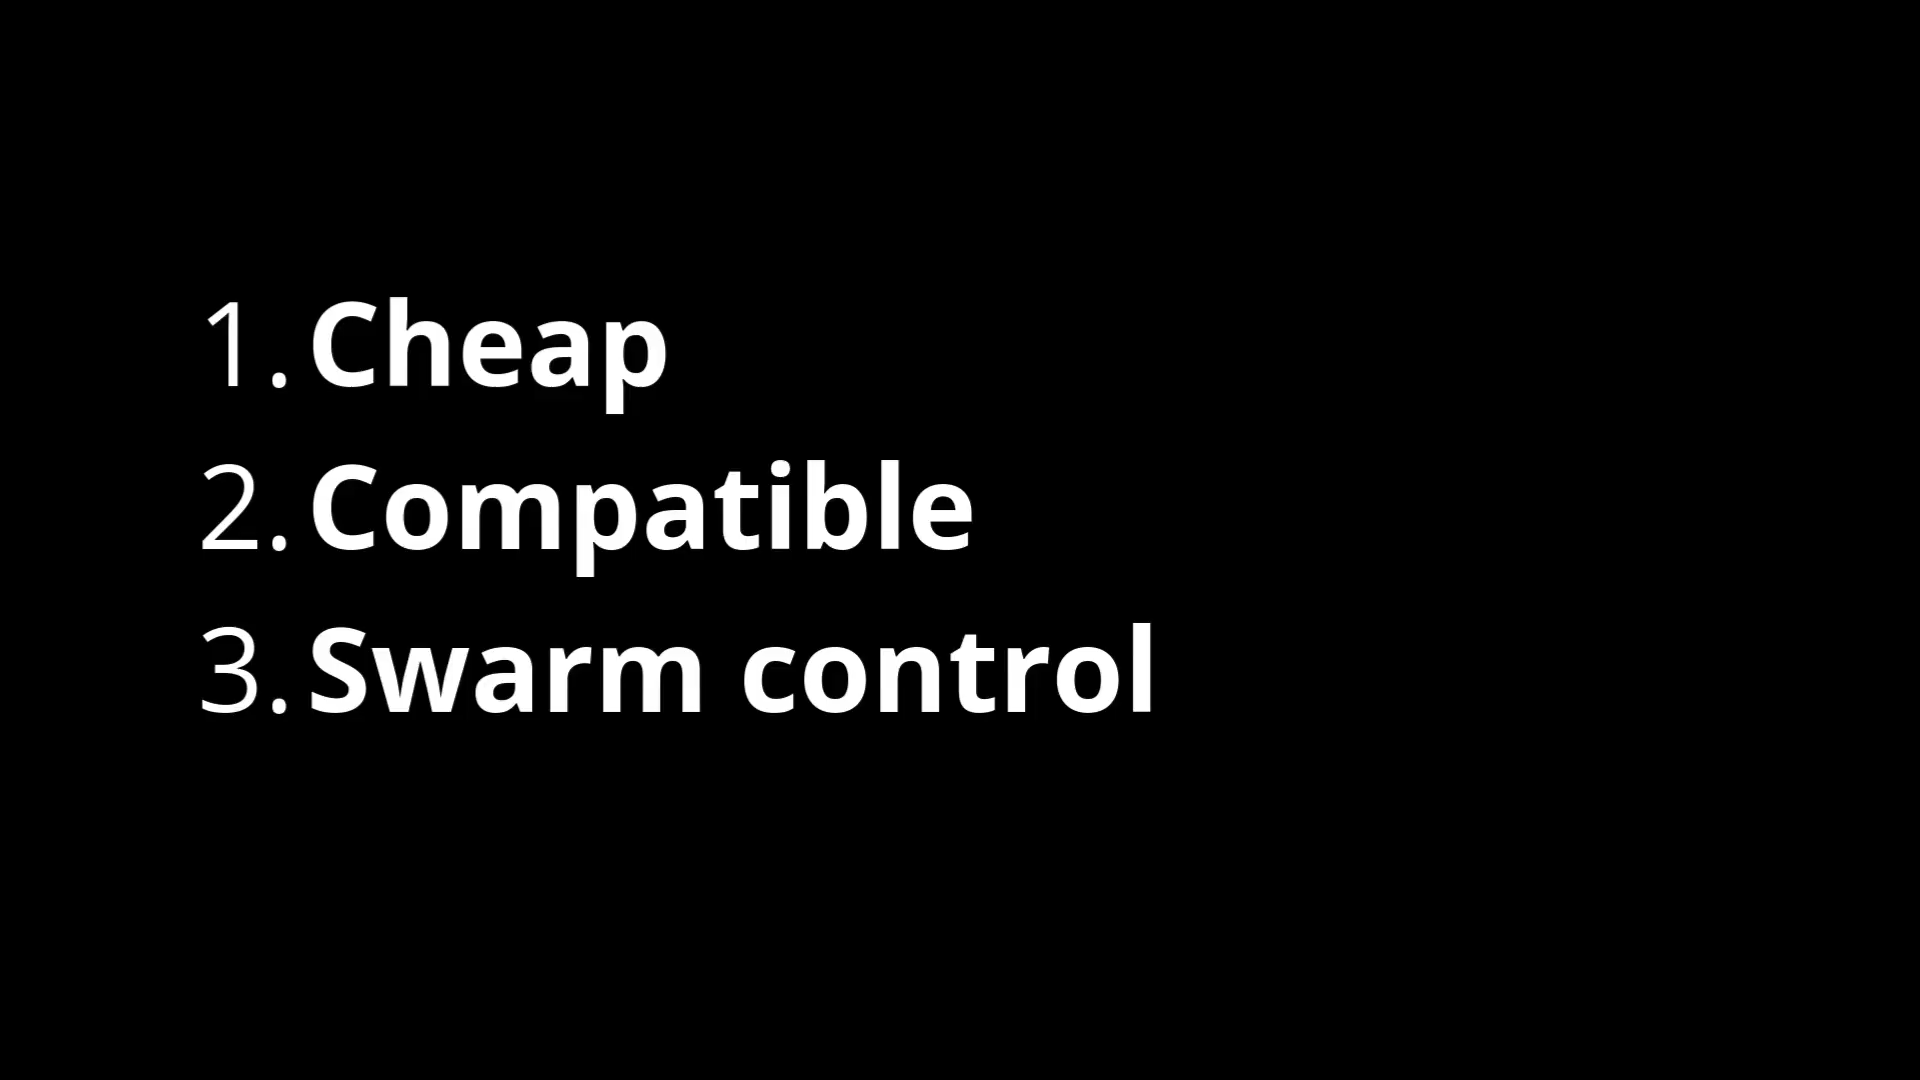 1. Cheap
2. Compatible
3. Swarm control